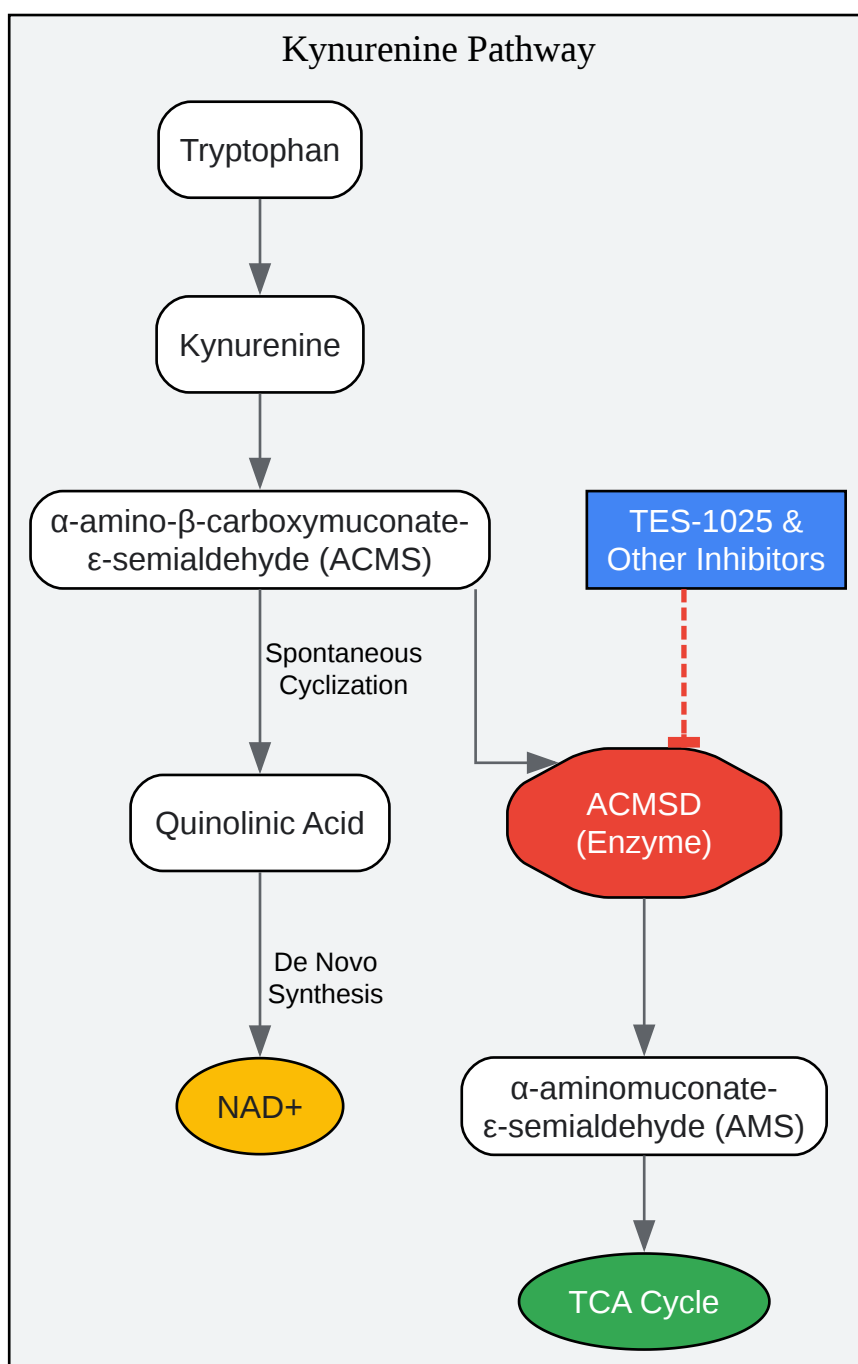 Kynurenine Pathway
Tryptophan
Kynurenine
α-amino-β-carboxymuconate-
ε-semialdehyde (ACMS)
TES-1025 &
Other Inhibitors
Spontaneous
Cyclization
Quinolinic Acid
ACMSD
(Enzyme)
De Novo
Synthesis
NAD+
α-aminomuconate-
ε-semialdehyde (AMS)
TCA Cycle